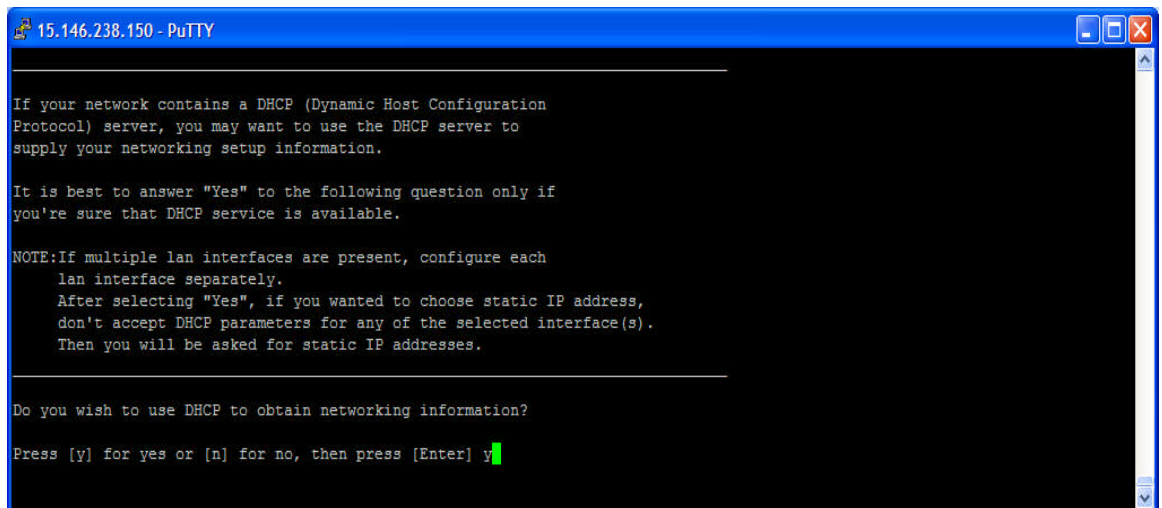 15.146.238.150 - PuTTY
If your network contains a DHCP (Dynamic Host Configuration
Protocol) server, you may want to use the DHCP server to
supply your networking setup information.
It is best to answer "Yes" to the following question only if
you're sure that DHCP service is available.
NOTE:If multiple lan interfaces are present, configure each
lan interface separately.
After selecting "Yes", if you wanted to choose static IP address,
don't accept DHCP parameters for any of the selected interface(s).
Then you will be asked for static IP addresses.
Do you wish to use DHCP to obtain networking information?
Press [y] for yes or [n] for no, then press [Enter] y